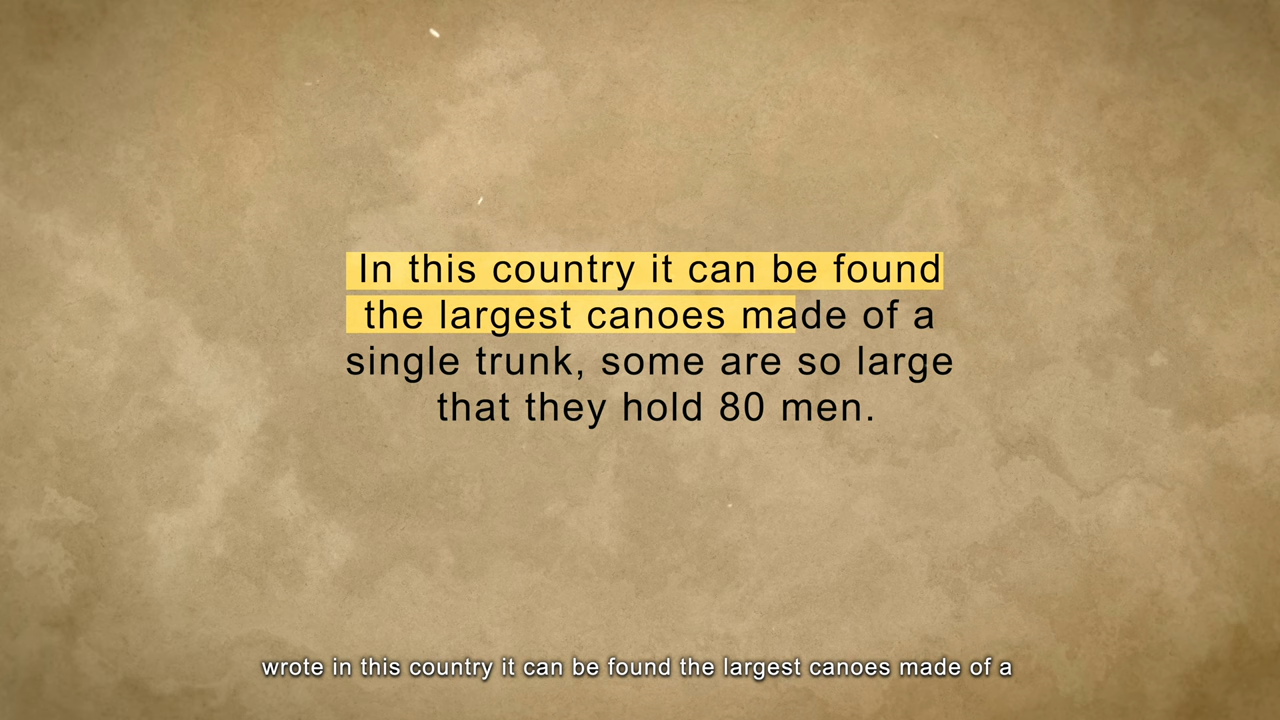 In this country it can be found
the largest canoes made of a
single trunk, some are so large
that they hold 80 men.
wrote in this country it can be found the largest canoes made of a